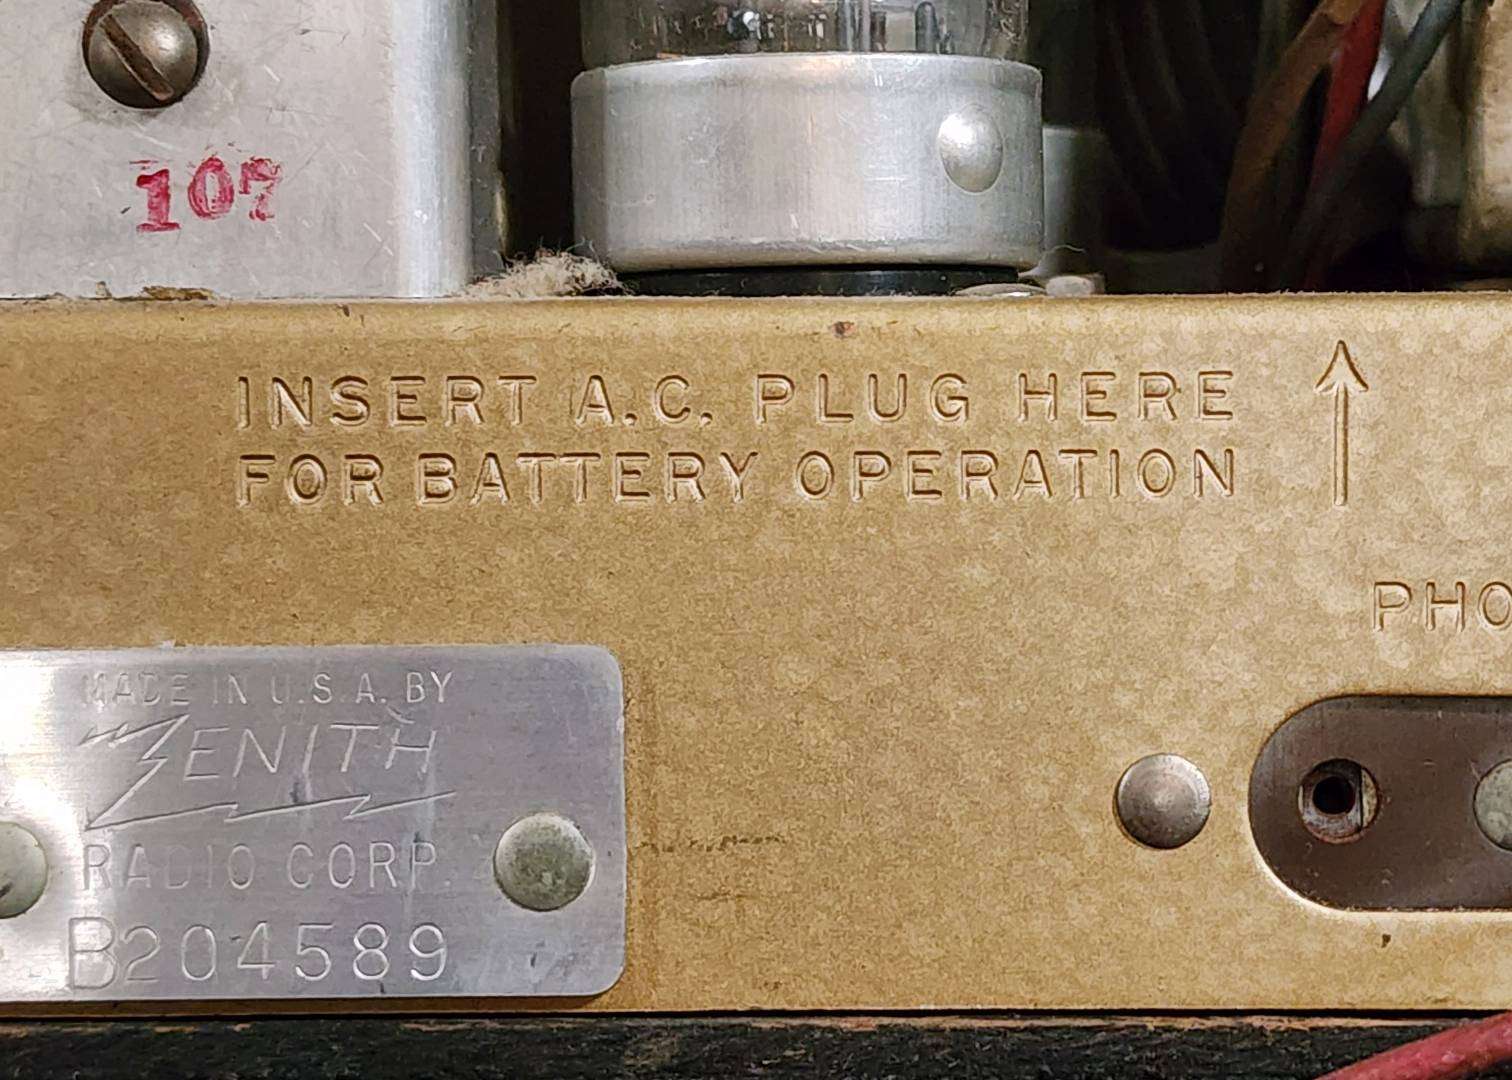 107
INSERT A.C. PLUG HERE
FOR BATTERY OPERATION
PHO
MADE IN U.S.A. BY
ZENITH
RADIO CORP.
B204589